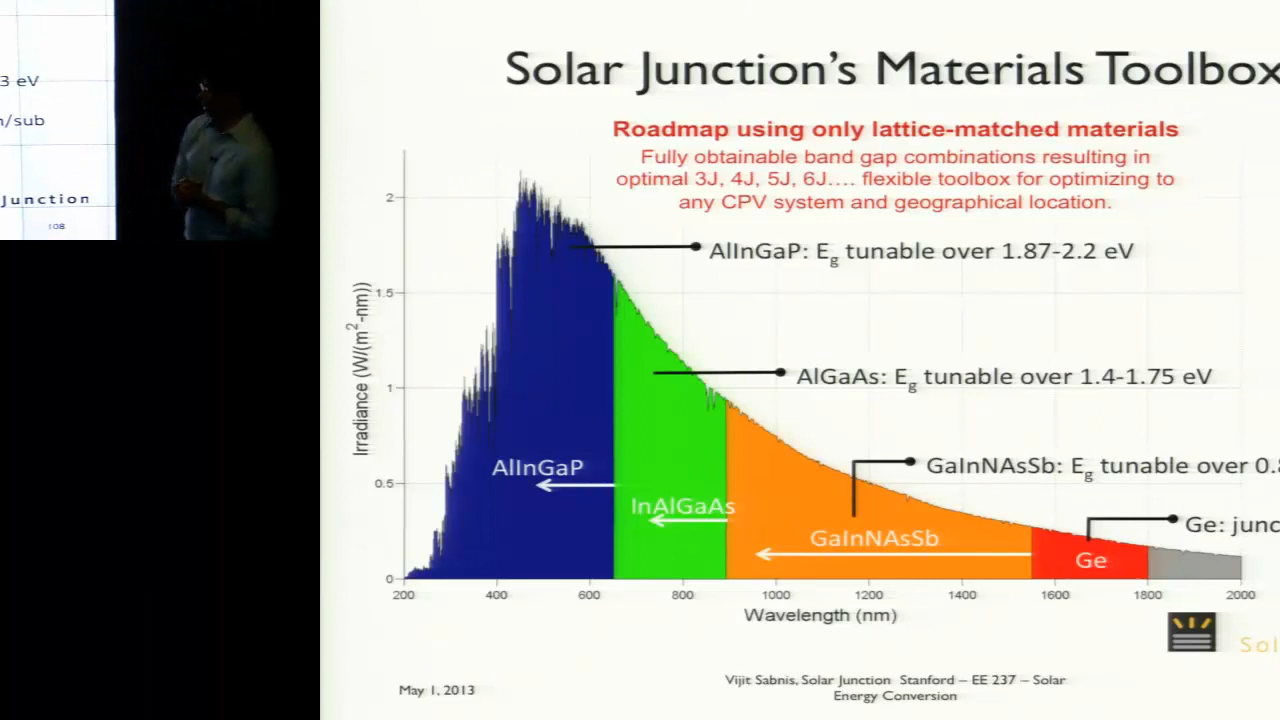 3 eV
n/sub
Junction
108
Solar Junction's Materials Toolbox
Roadmap using only lattice-matched materials
Fully obtainable band gap combinations resulting in
optimal 3J, 4J, 5J, 6J.... flexible toolbox for optimizing to
any CPV system and geographical location.
AlInGaP: Eg tunable over 1.87-2.2 eV
AlGaAs: Eg tunable over 1.4-1.75 eV
GaInNAsSb: Eg tunable over 0.8
Ge: junc
AlInGaP
InAlGaAs
GaInNAsSb
Ge
Irradiance (W/(m2-nm))
2
1.5
1
0.5
0
200 400 600 800 1000 1200 1400 1600 1800 2000
Wavelength (nm)
Sol
May 1, 2013
Vijit Sabnis, Solar Junction Stanford – EE 237 – Solar
Energy Conversion